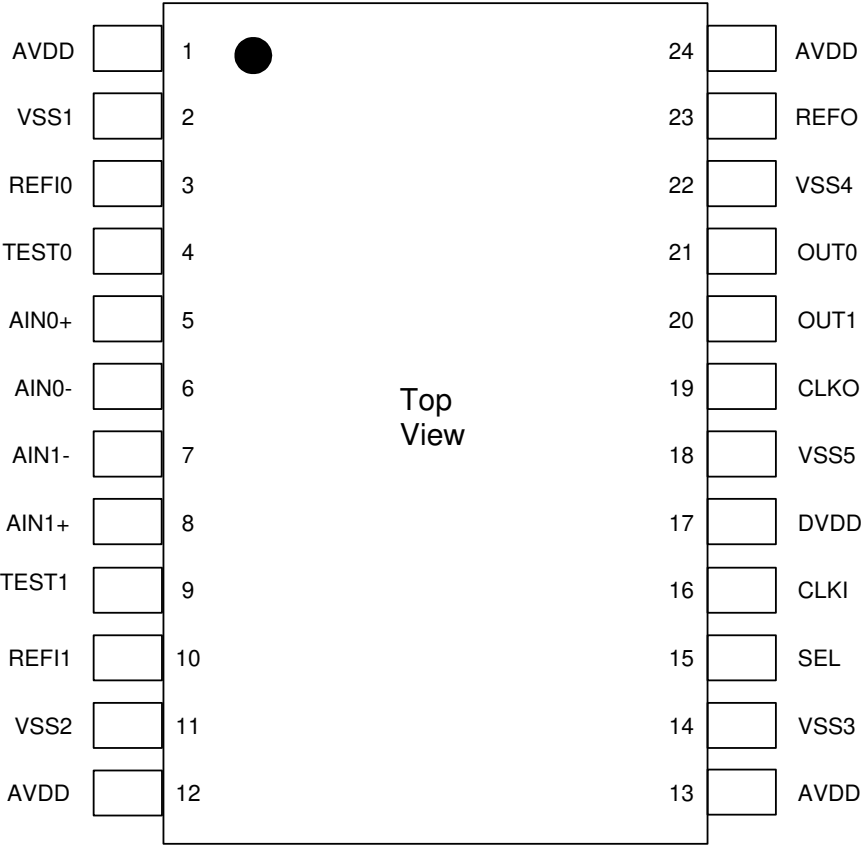 AVDD 1 24 AVDD
VSS1 2 23 REFO
REFI0 3 22 VSS4
TEST0 4 21 OUT0
AIN0+ 5 20 OUT1
AIN0- 6 19 CLKO
Top
View
AIN1- 7 18 VSS5
AIN1+ 8 17 DVDD
TEST1 9 16 CLKI
REFI1 10 15 SEL
VSS2 11 14 VSS3
AVDD 12 13 AVDD